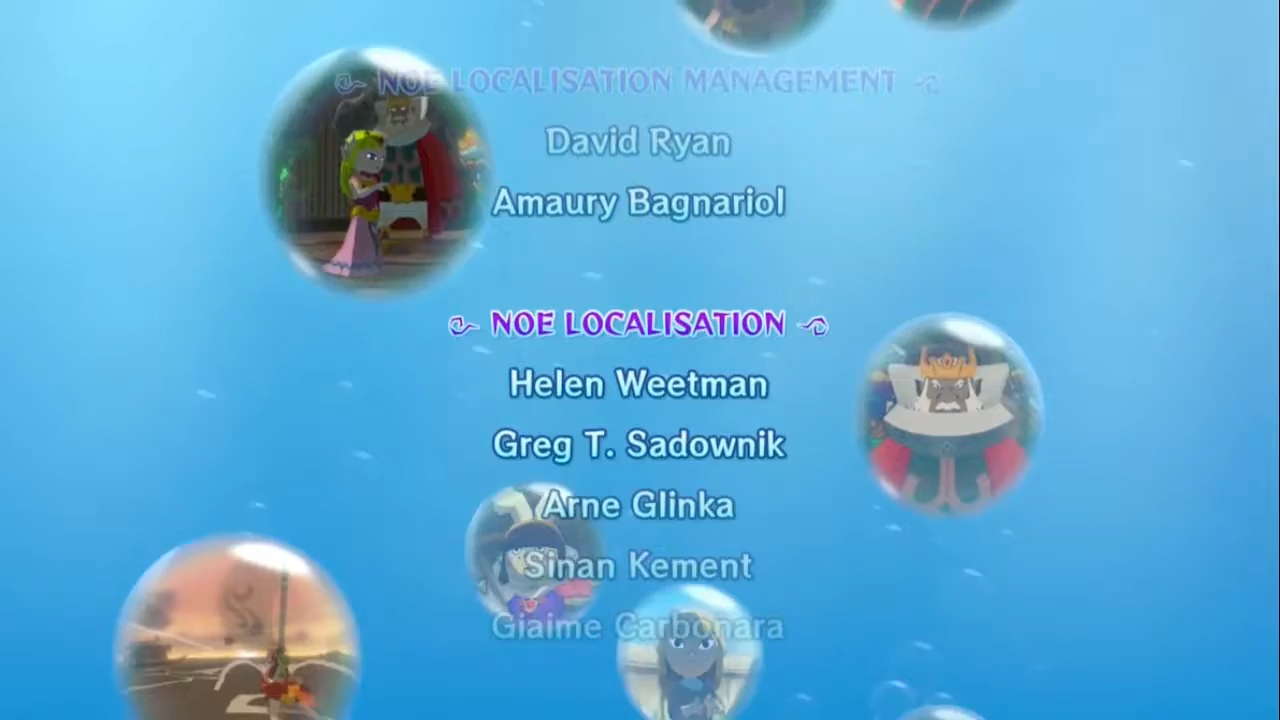 NOE LOCALISATION MANAGEMENT
David Ryan
Amaury Bagnariol
NOE LOCALISATION
Helen Weetman
Greg T. Sadownik
Arne Glinka
Sinan Kement
Giaime Carbonara